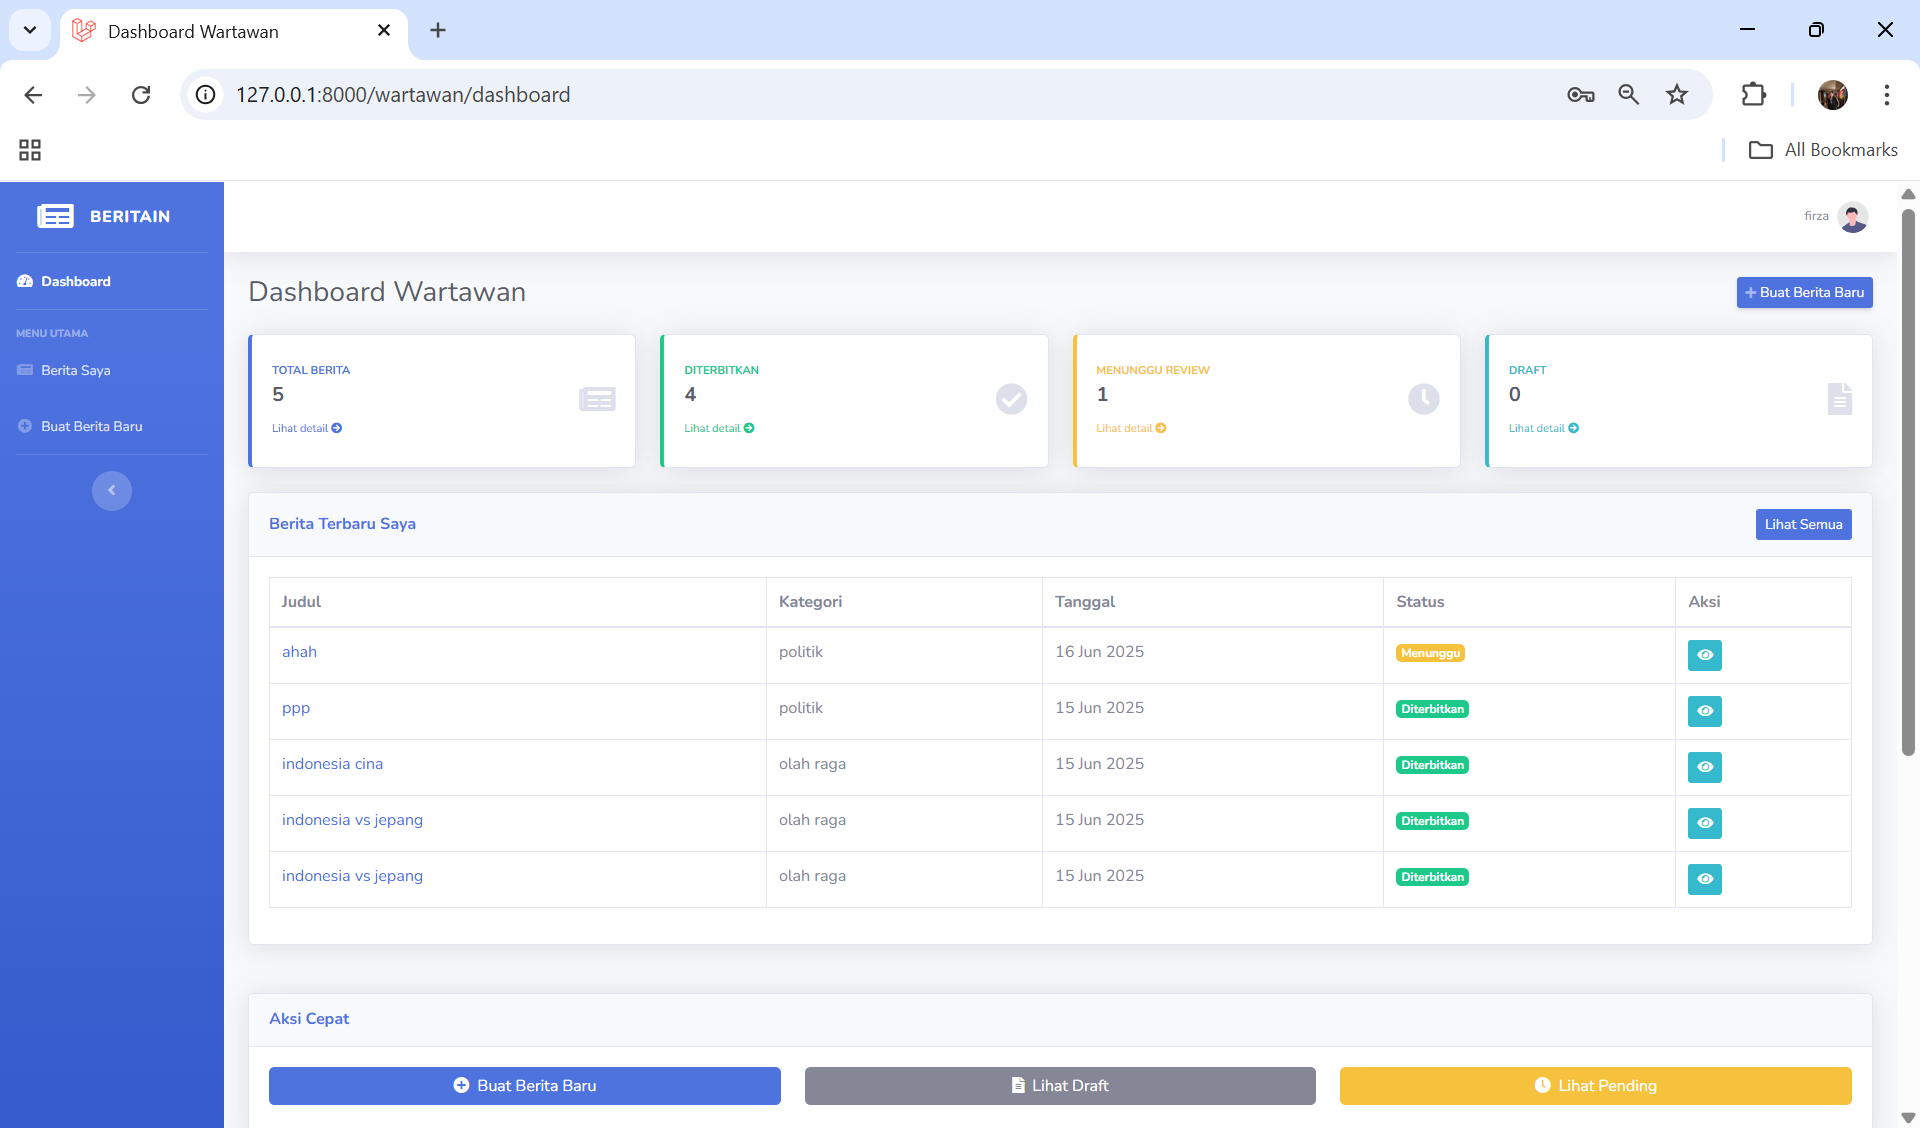 Dashboard Wartawan
127.0.0.1:8000/wartawan/dashboard
All Bookmarks
BERITAIN
firza
Dashboard
MENU UTAMA
Berita Saya
Buat Berita Baru
Dashboard Wartawan
+ Buat Berita Baru
TOTAL BERITA
5
Lihat detail
DITERBITKAN
4
Lihat detail
MENUNGGU REVIEW
1
Lihat detail
DRAFT
0
Lihat detail
Berita Terbaru Saya
Lihat Semua
Judul Kategori Tanggal Status Aksi
ahah politik 16 Jun 2025 Menunggu
ppp politik 15 Jun 2025 Diterbitkan
indonesia cina olah raga 15 Jun 2025 Diterbitkan
indonesia vs jepang olah raga 15 Jun 2025 Diterbitkan
indonesia vs jepang olah raga 15 Jun 2025 Diterbitkan
Aksi Cepat
Buat Berita Baru
Lihat Draft
Lihat Pending